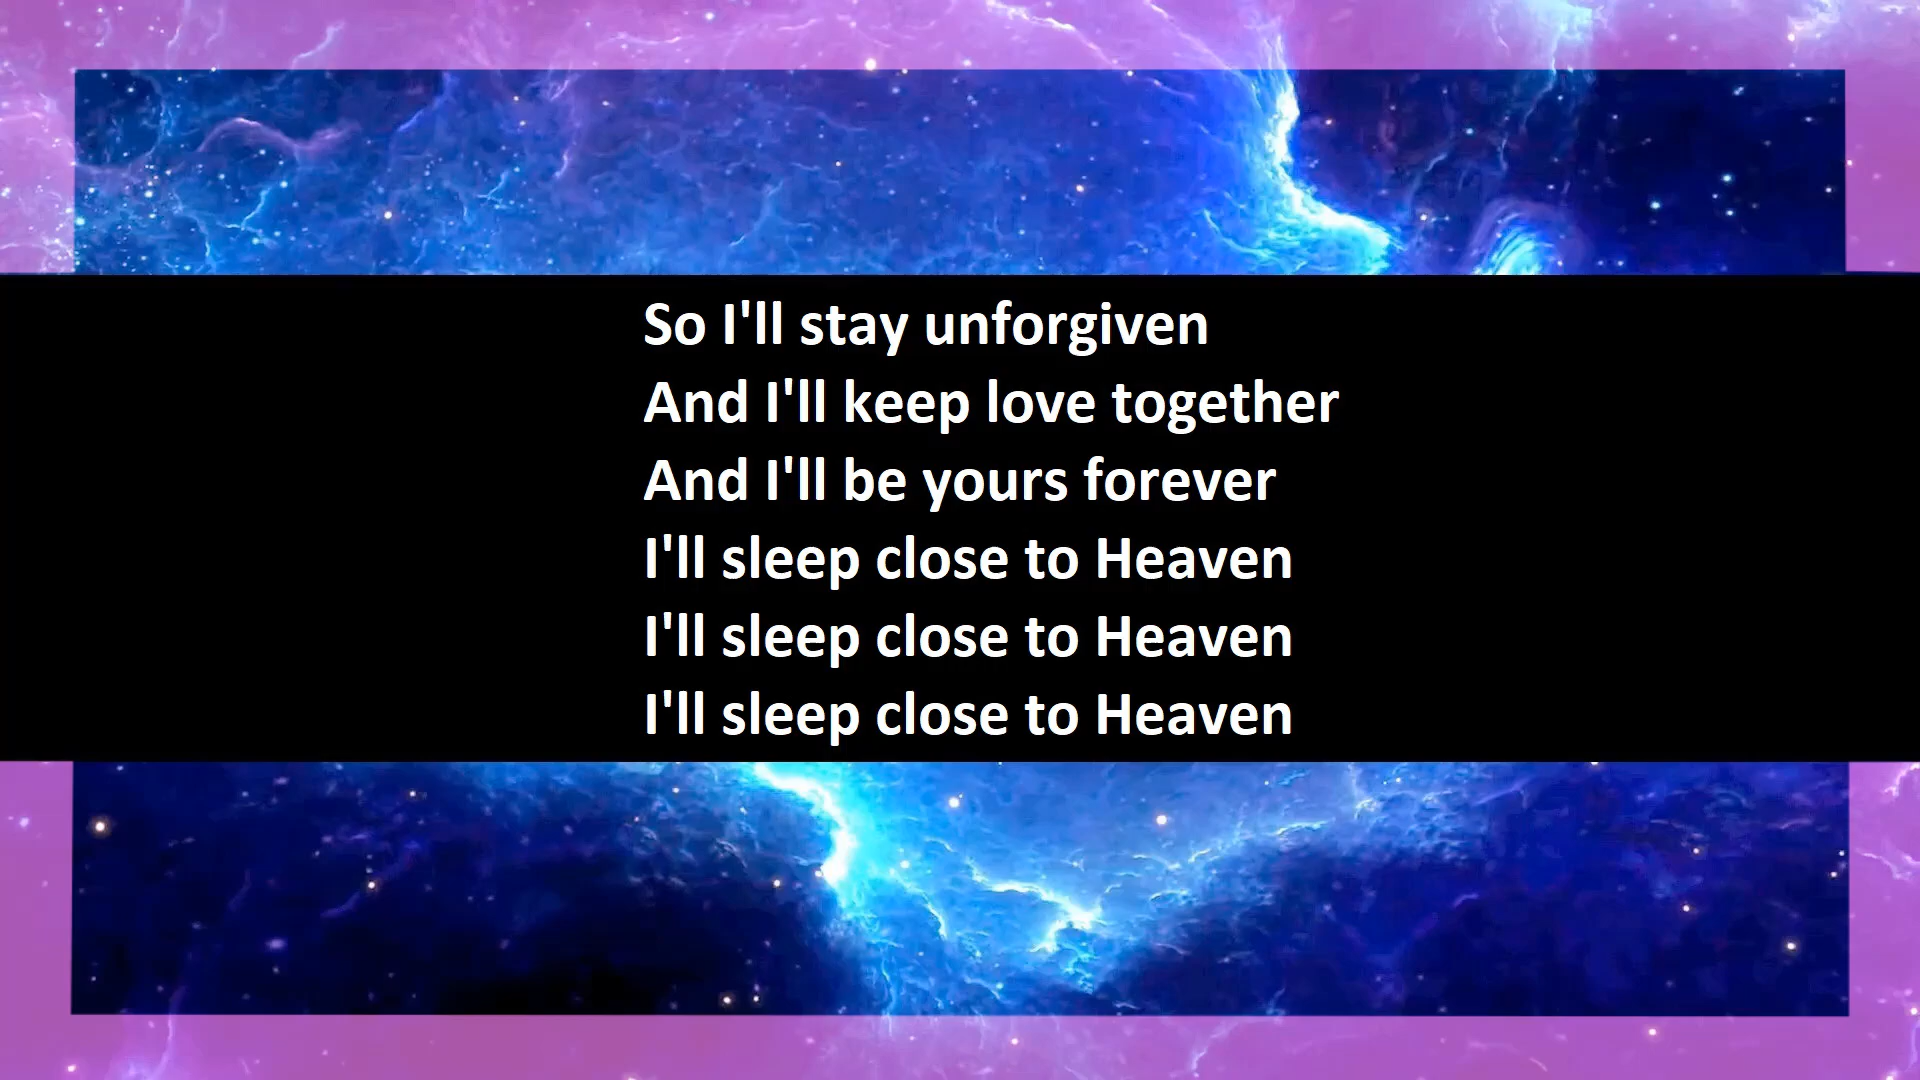 So I'll stay unforgiven
And I'll keep love together
And I'll be yours forever
I'll sleep close to Heaven
I'll sleep close to Heaven
I'll sleep close to Heaven